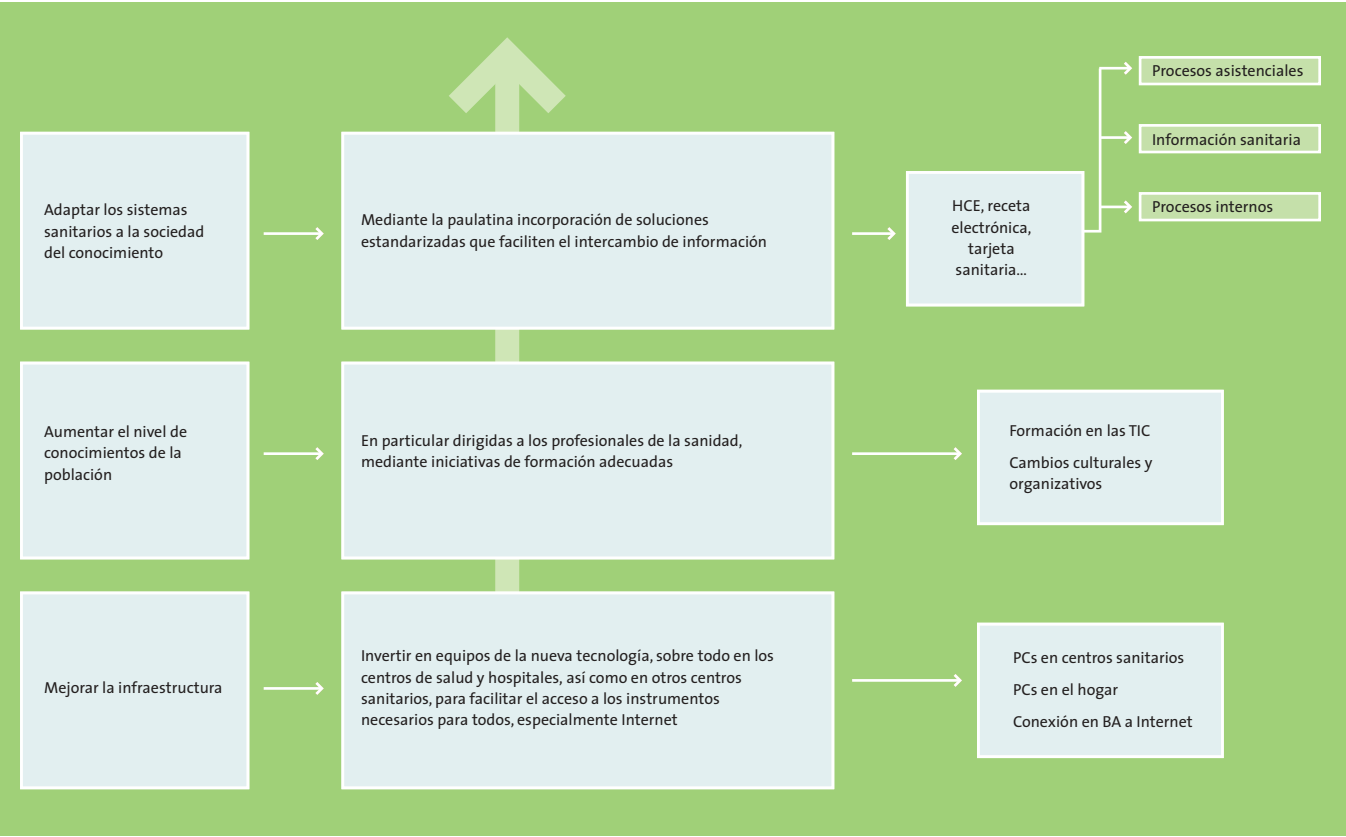 Procesos asistenciales
Información sanitaria
Procesos internos
Adaptar los sistemas
sanitarios a la sociedad
del conocimiento
Mediante la paulatina incorporación de soluciones
estandarizadas que faciliten el intercambio de información
HCE, receta
electrónica,
tarjeta
sanitaria...
Aumentar el nivel de
conocimientos de la
población
En particular dirigidas a los profesionales de la sanidad,
mediante iniciativas de formación adecuadas
Formación en las TIC
Cambios culturales y
organizativos
Mejorar la infraestructura
Invertir en equipos de la nueva tecnología, sobre todo en los
centros de salud y hospitales, así como en otros centros
sanitarios, para facilitar el acceso a los instrumentos
necesarios para todos, especialmente Internet
PCs en centros sanitarios
PCs en el hogar
Conexión en BA a Internet